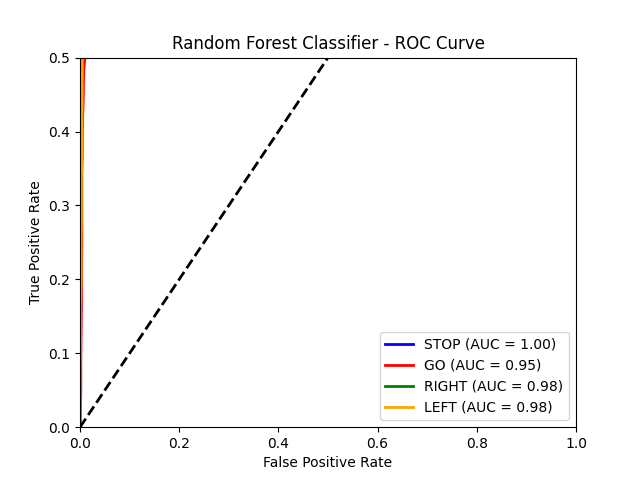 Random Forest Classifier - ROC Curve
True Positive Rate
0.5
0.4
0.3
0.2
0.1
0.0
STOP (AUC = 1.00)
GO (AUC = 0.95)
RIGHT (AUC = 0.98)
LEFT (AUC = 0.98)
0.0 0.2 0.4 0.6 0.8 1.0
False Positive Rate